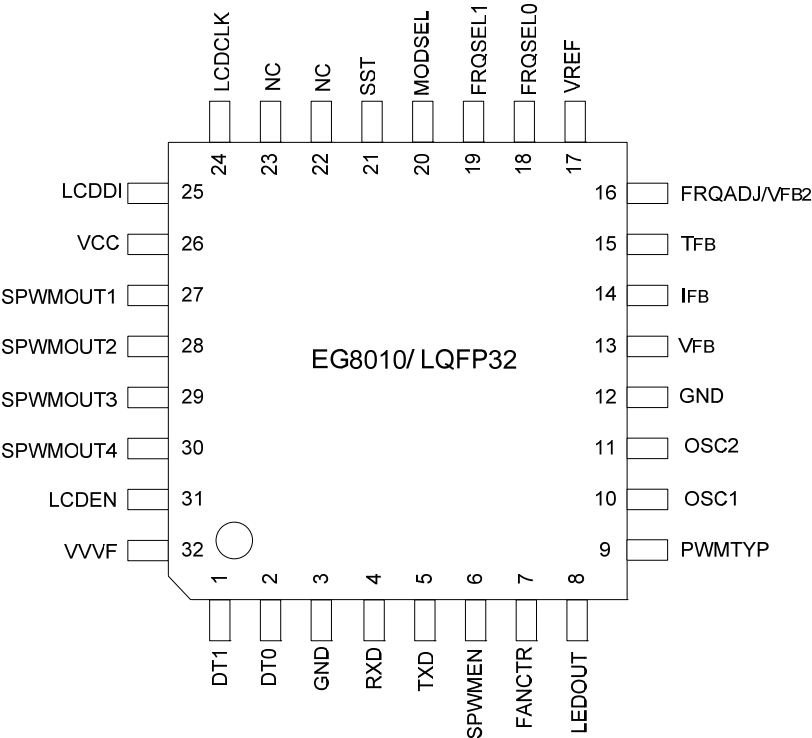 LCDCLK
NC
NC
SST
MODSEL
FRQSEL1
FRQSEL0
VREF
24
23
22
21
20
19
18
17
LCDDI 25
VCC 26
SPWMOUT1 27
SPWMOUT2 28
SPWMOUT3 29
SPWMOUT4 30
LCDEN 31
VVVF 32
EG8010/ LQFP32
16 FRQADJ/VFB2
15 TFB
14 IFB
13 VFB
12 GND
11 OSC2
10 OSC1
9 PWMTYP
1
2
3
4
5
6
7
8
DT1
DT0
GND
RXD
TXD
SPWMEN
FANCTR
LEDOUT